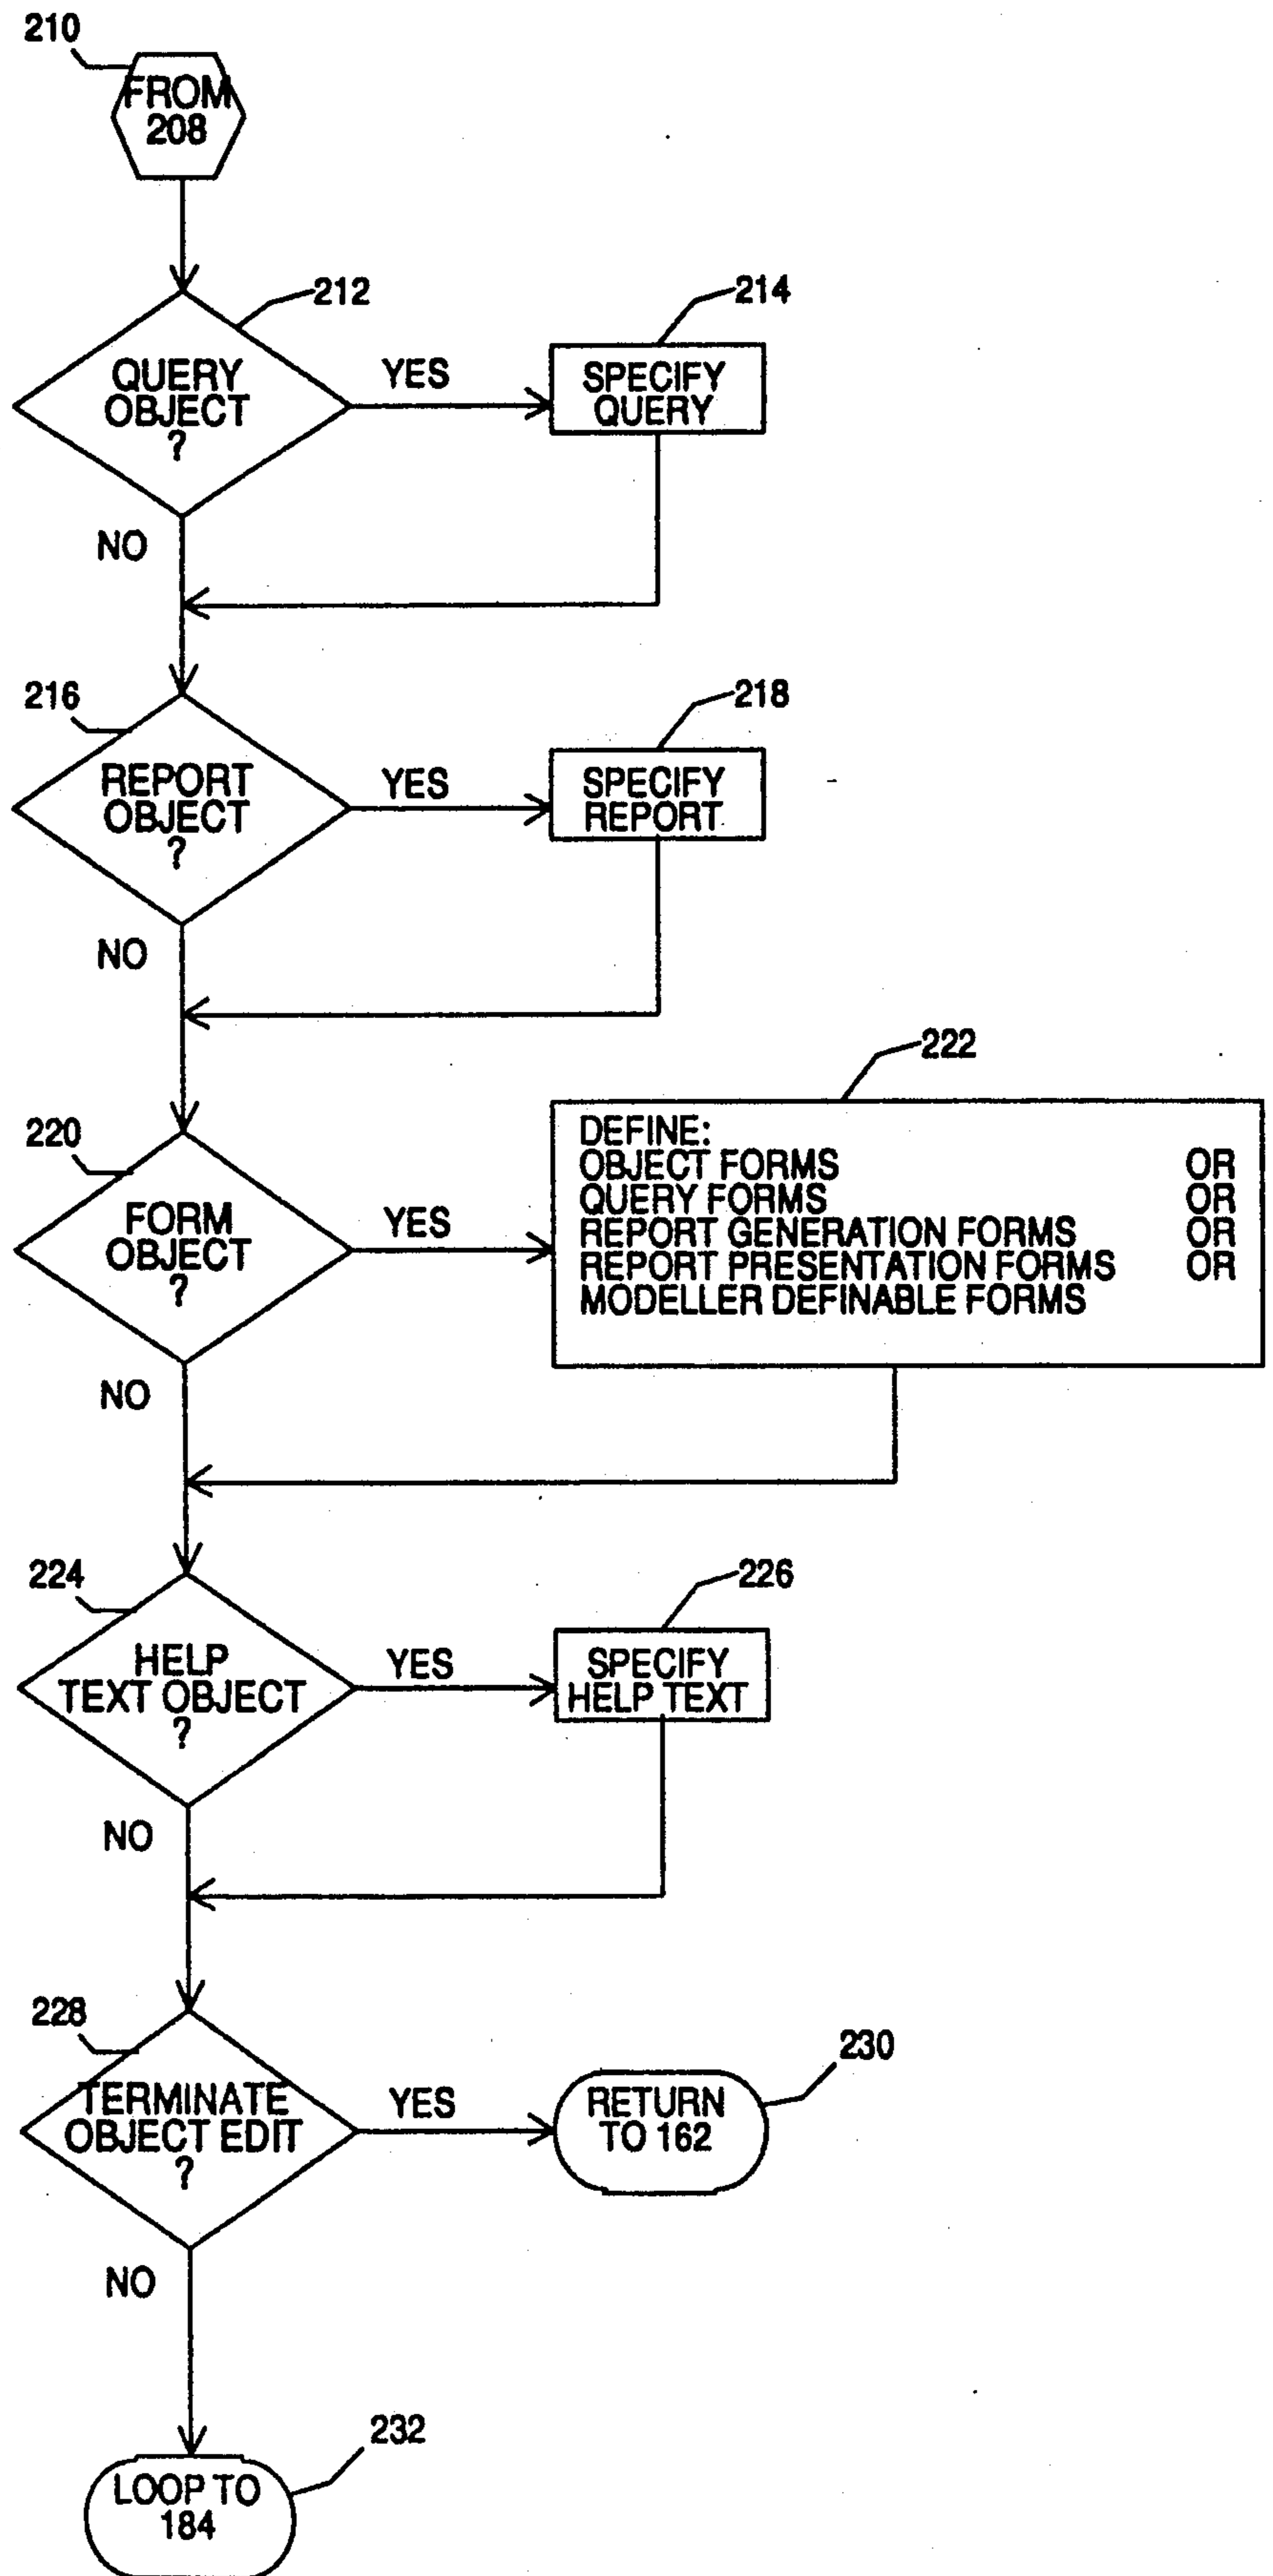 210
FROM
208
212
214
QUERY
OBJECT
?
YES
SPECIFY
QUERY
NO
216
218
REPORT
OBJECT
?
YES
SPECIFY
REPORT
NO
222
220
FORM
OBJECT
?
YES
DEFINE:
OBJECT FORMS OR
QUERY FORMS OR
REPORT GENERATION FORMS OR
REPORT PRESENTATION FORMS OR
MODELLER DEFINABLE FORMS
NO
224
226
HELP
TEXT OBJECT
?
YES
SPECIFY
HELP TEXT
NO
228
230
TERMINATE
OBJECT EDIT
?
YES
RETURN
TO 162
NO
232
LOOP TO
184